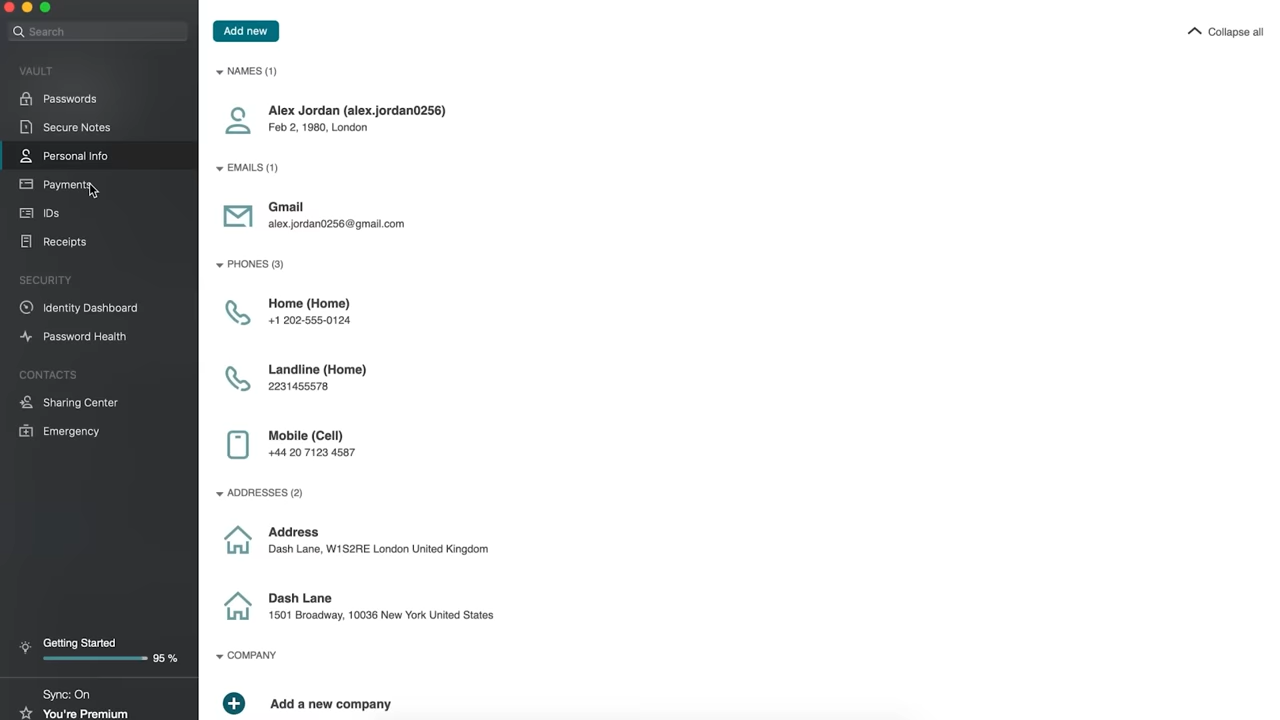 Search
VAULT
Passwords
Secure Notes
Personal Info
Payments
IDs
Receipts
SECURITY
Identity Dashboard
Password Health
CONTACTS
Sharing Center
Emergency
Getting Started
95 %
Sync: On
You're Premium
Add new
Collapse all
NAMES (1)
Alex Jordan (alex.jordan0256)
Feb 2, 1980, London
EMAILS (1)
Gmail
alex.jordan0256@gmail.com
PHONES (3)
Home (Home)
+1 202-555-0124
Landline (Home)
2231455578
Mobile (Cell)
+44 20 7123 4587
ADDRESSES (2)
Address
Dash Lane, W1S2RE London United Kingdom
Dash Lane
1501 Broadway, 10036 New York United States
COMPANY
Add a new company